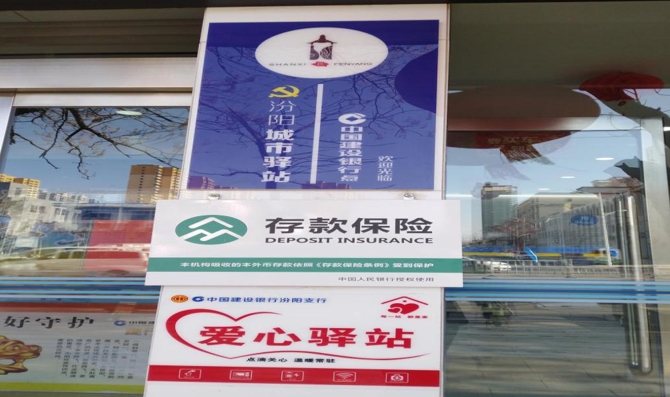 SHANXI FENYANG
汾阳城市驿站
中国建设银行
欢迎光临
存款保险
DEPOSIT INSURANCE
本机构吸收的本外币存款依照《存款保险条例》受到保护
中国人民银行授权使用
中国建设银行汾阳支行
爱心驿站
点滴关心 温暖常驻
好守护